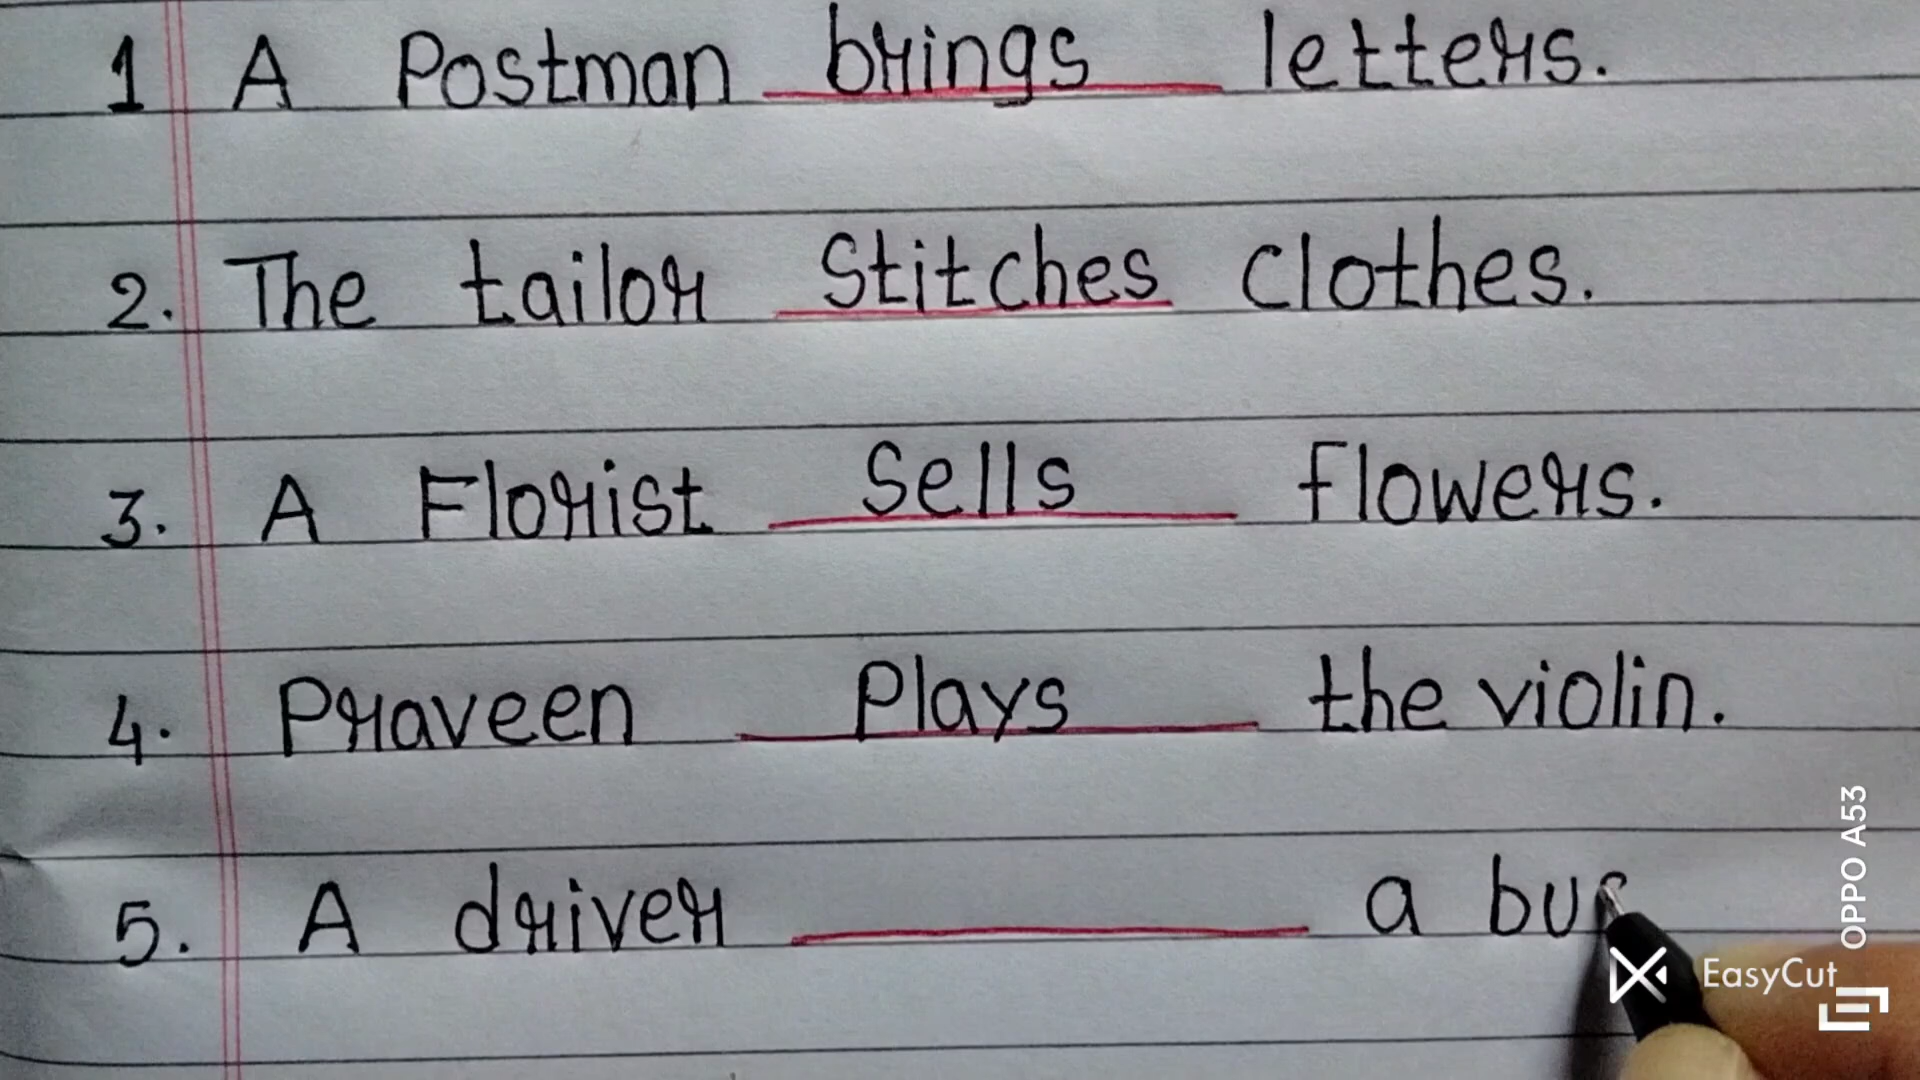 1 A Postman brings letters.
2. The tailor Stitches Clothes.
3. A Florist Sells flowers.
4. Praveen Plays the violin.
5. A driver __________ a bus
OPPO A53
EasyCut